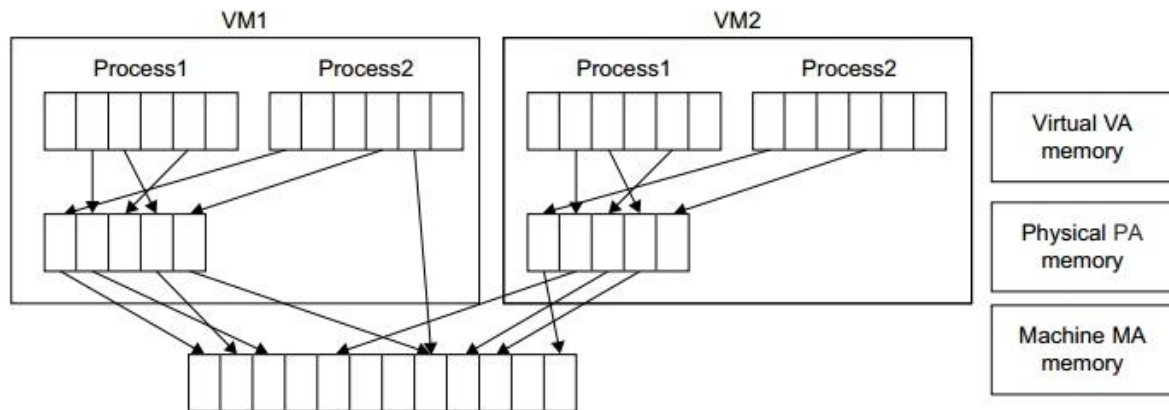 VM1
VM2
Process1
Process2
Process1
Process2
Virtual VA
memory
Physical PA
memory
Machine MA
memory